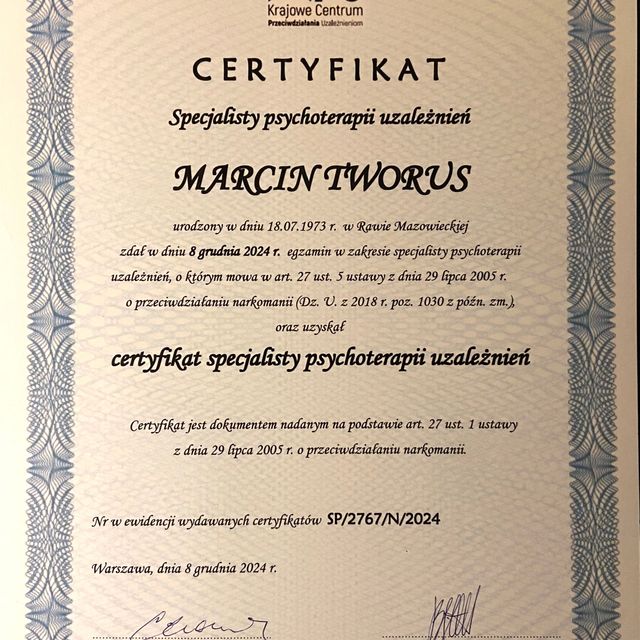 Krajowe Centrum
Przeciwdziałania Uzależnieniom
CERTYFIKAT
Specjalisty psychoterapii uzależnień
MARCIN TWORUS
urodzony w dniu 18.07.1973 r. w Rawie Mazowieckiej
zdał w dniu 8 grudnia 2024 r. egzamin w zakresie specjalisty psychoterapii
uzależnień, o którym mowa w art. 27 ust. 5 ustawy z dnia 29 lipca 2005 r.
o przeciwdziałaniu narkomanii (Dz. U. z 2018 r. poz. 1030 z późn. zm.),
oraz uzyskał
certyfikat specjalisty psychoterapii uzależnień
Certyfikat jest dokumentem nadanym na podstawie art. 27 ust. 1 ustawy
z dnia 29 lipca 2005 r. o przeciwdziałaniu narkomanii.
Nr w ewidencji wydawanych certyfikatów SP/2767/N/2024
Warszawa, dnia 8 grudnia 2024 r.